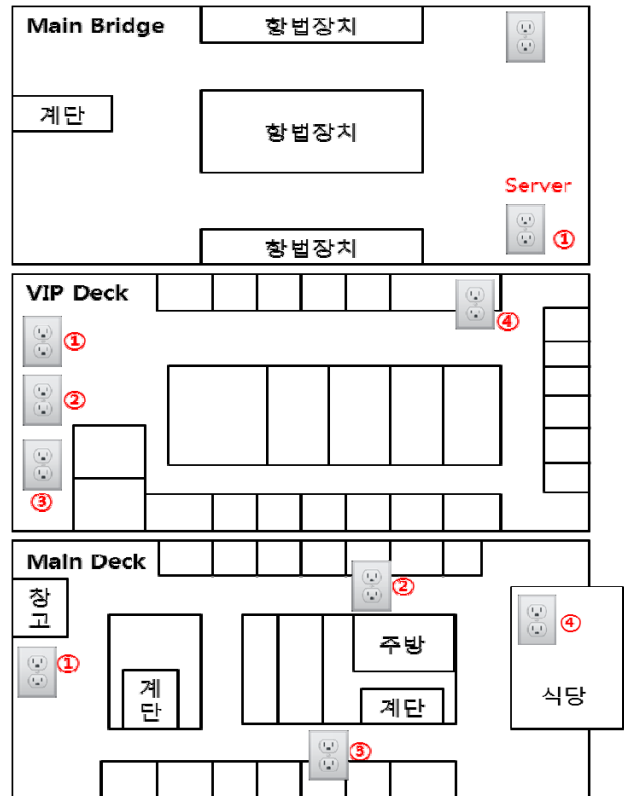 Main Bridge
항법장치
계단
항법장치
Server
①
항법장치
VIP Deck
④
①
②
③
Main Deck
②
창고
④
①
주방
계단
계단
식당
③